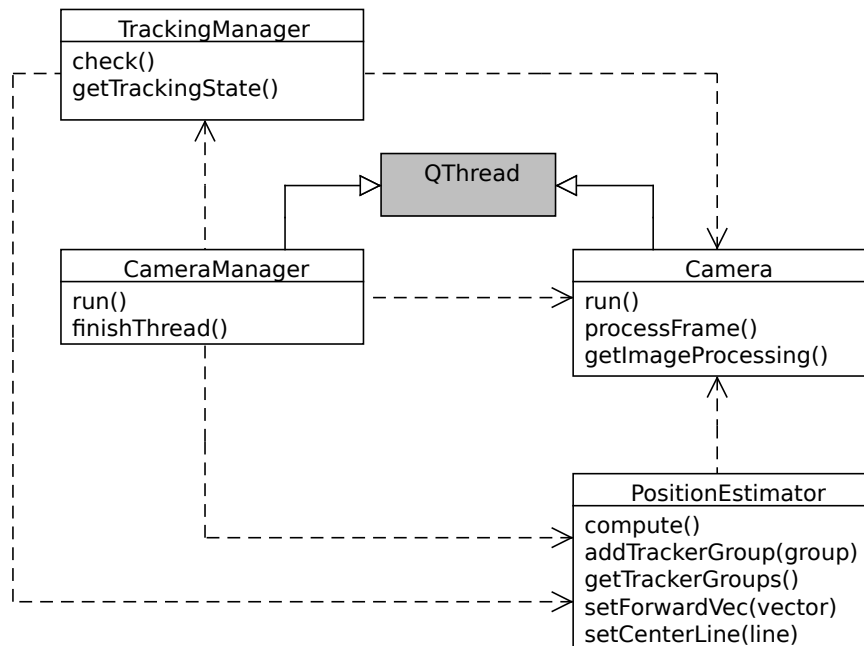 TrackingManager
check()
getTrackingState()
QThread
CameraManager
run()
finishThread()
Camera
run()
processFrame()
getImageProcessing()
PositionEstimator
compute()
addTrackerGroup(group)
getTrackerGroups()
setForwardVec(vector)
setCenterLine(line)